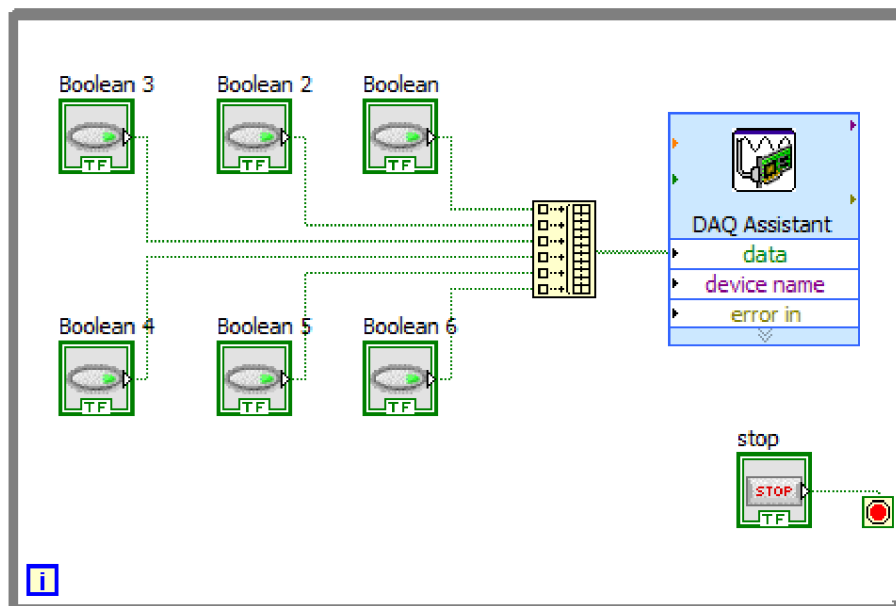 Boolean 3 Boolean 2 Boolean
TF TF TF
DAQ Assistant
data
device name
error in
Boolean 4 Boolean 5 Boolean 6
TF TF TF
stop
STOP
TF
i